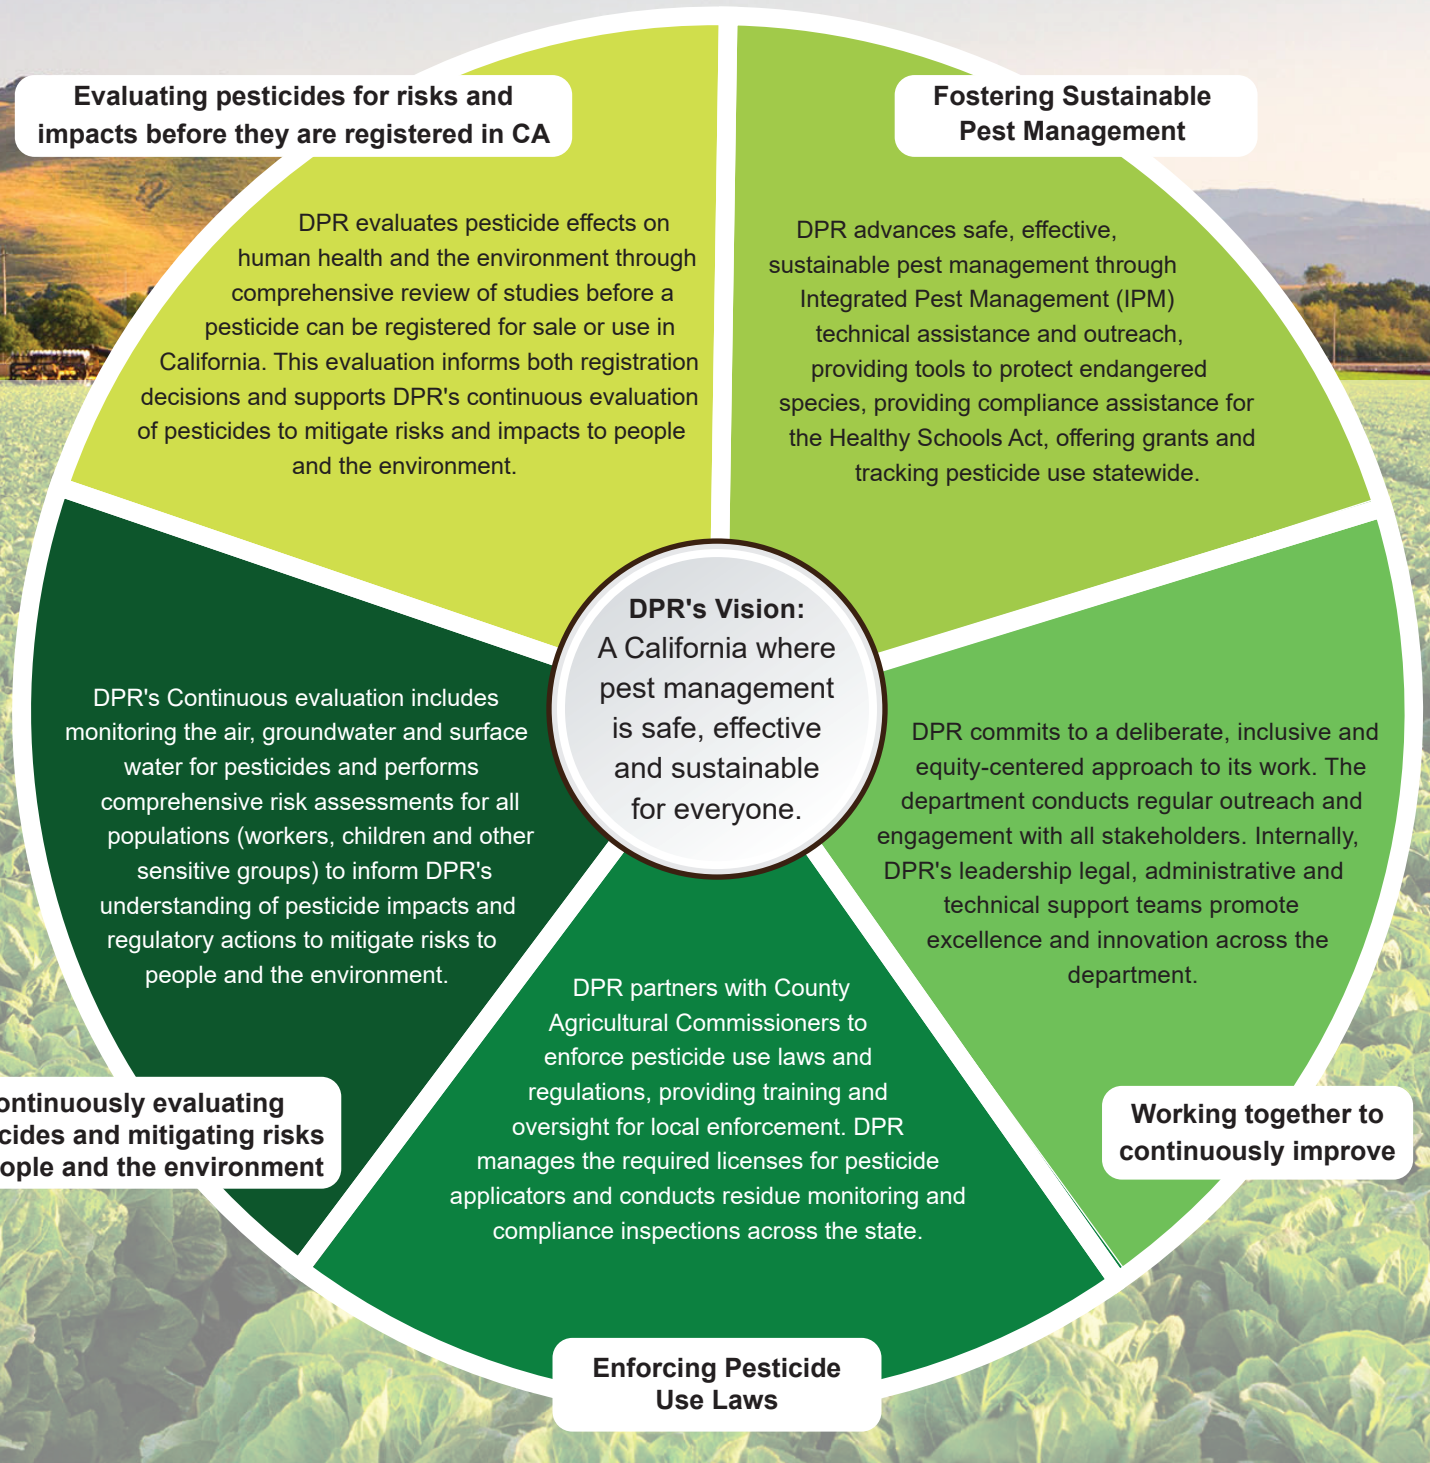 Evaluating pesticides for risks and
impacts before they are registered in CA
DPR evaluates pesticide effects on
human health and the environment through
comprehensive review of studies before a
pesticide can be registered for sale or use in
California. This evaluation informs both registration
decisions and supports DPR's continuous evaluation
of pesticides to mitigate risks and impacts to people
and the environment.
Fostering Sustainable
Pest Management
DPR advances safe, effective,
sustainable pest management through
Integrated Pest Management (IPM)
technical assistance and outreach,
providing tools to protect endangered
species, providing compliance assistance for
the Healthy Schools Act, offering grants and
tracking pesticide use statewide.
DPR's Vision:
A California where
pest management
is safe, effective
and sustainable
for everyone.
DPR's Continuous evaluation includes
monitoring the air, groundwater and surface
water for pesticides and performs
comprehensive risk assessments for all
populations (workers, children and other
sensitive groups) to inform DPR's
understanding of pesticide impacts and
regulatory actions to mitigate risks to
people and the environment.
ontinuously evaluating
cides and mitigating risks
ople and the environment
DPR commits to a deliberate, inclusive and
equity-centered approach to its work. The
department conducts regular outreach and
engagement with all stakeholders. Internally,
DPR's leadership legal, administrative and
technical support teams promote
excellence and innovation across the
department.
Working together to
continuously improve
DPR partners with County
Agricultural Commissioners to
enforce pesticide use laws and
regulations, providing training and
oversight for local enforcement. DPR
manages the required licenses for pesticide
applicators and conducts residue monitoring and
compliance inspections across the state.
Enforcing Pesticide
Use Laws